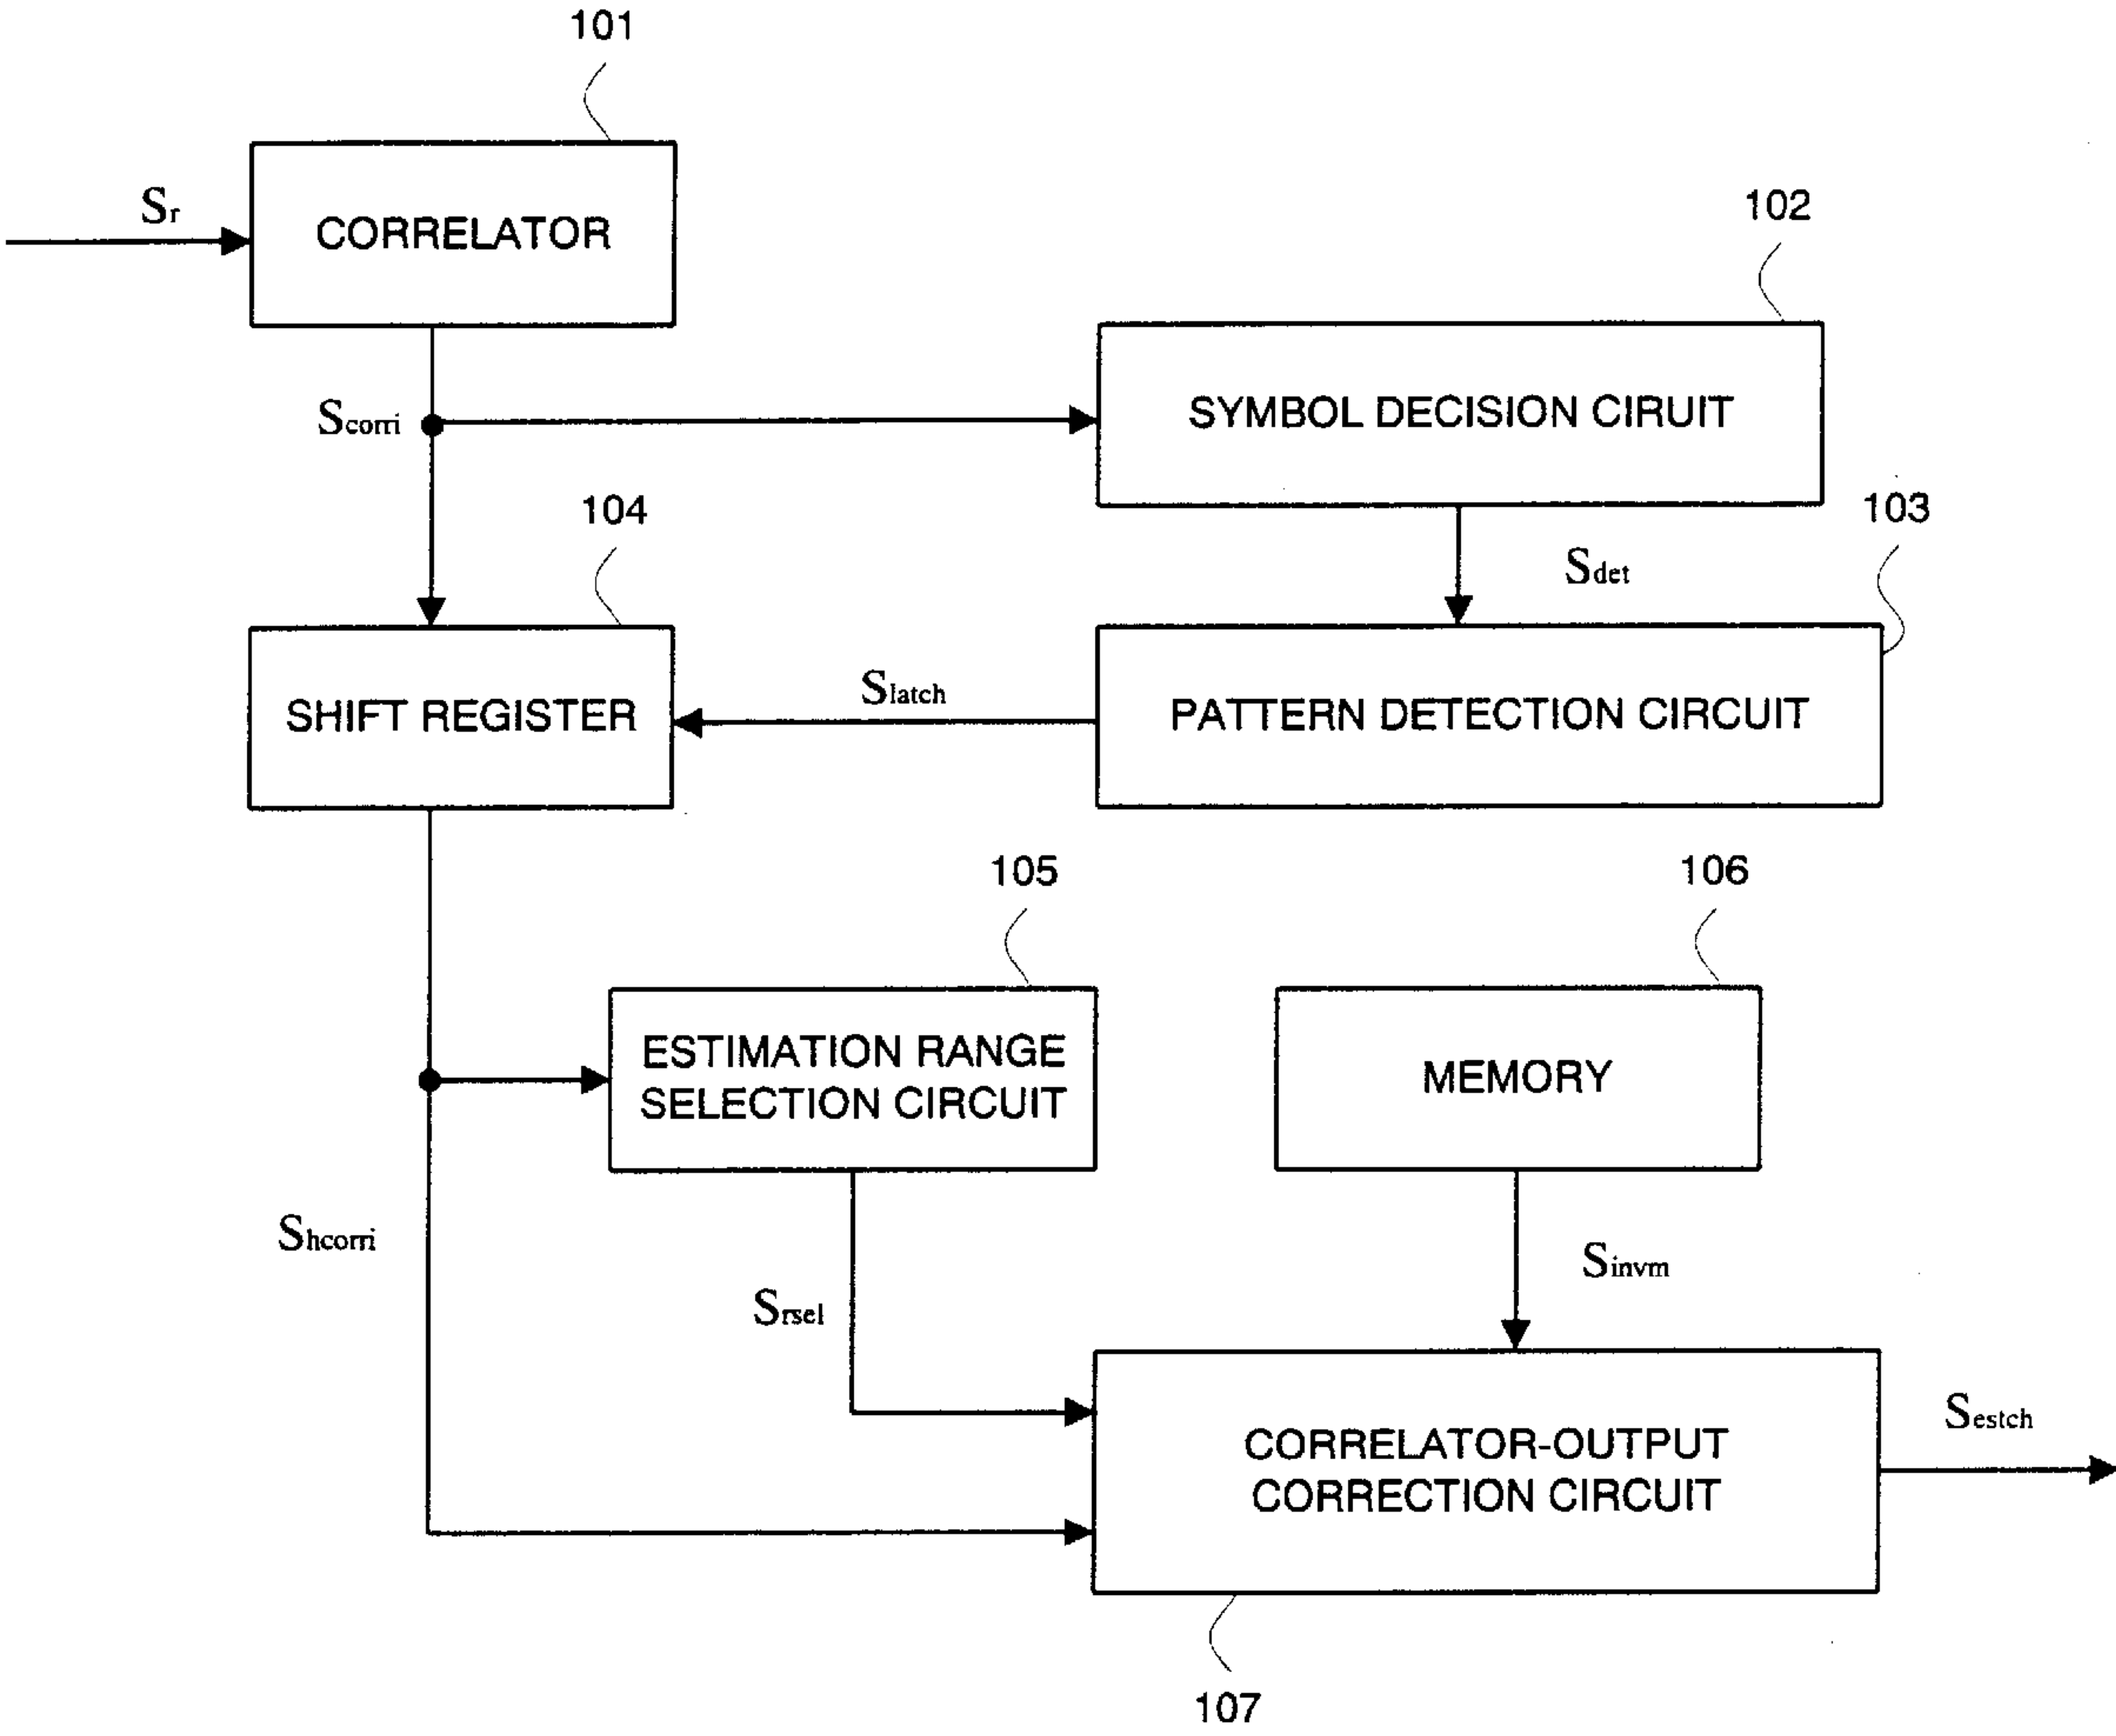 101
Sr
CORRELATOR
102
Scorri
SYMBOL DECISION CIRUIT
104
103
Sdet
Slatch
SHIFT REGISTER
PATTERN DETECTION CIRCUIT
105
106
ESTIMATION RANGE
SELECTION CIRCUIT
MEMORY
Shcorri
Sinvm
Srsel
Sestch
CORRELATOR-OUTPUT
CORRECTION CIRCUIT
107